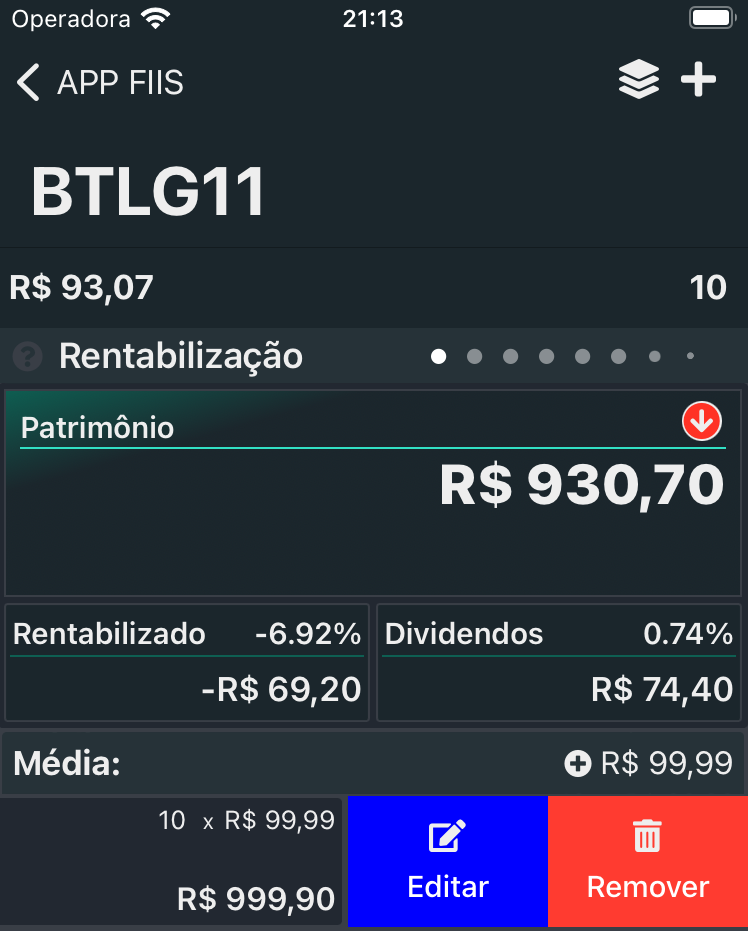 Operadora 21:13
APP FIIS
BTLG11
R$ 93,07 10
? Rentabilização
Patrimônio
R$ 930,70
Rentabilizado -6.92% Dividendos 0.74%
-R$ 69,20 R$ 74,40
Média: R$ 99,99
10 x R$ 99,99
R$ 999,90
Editar
Remover